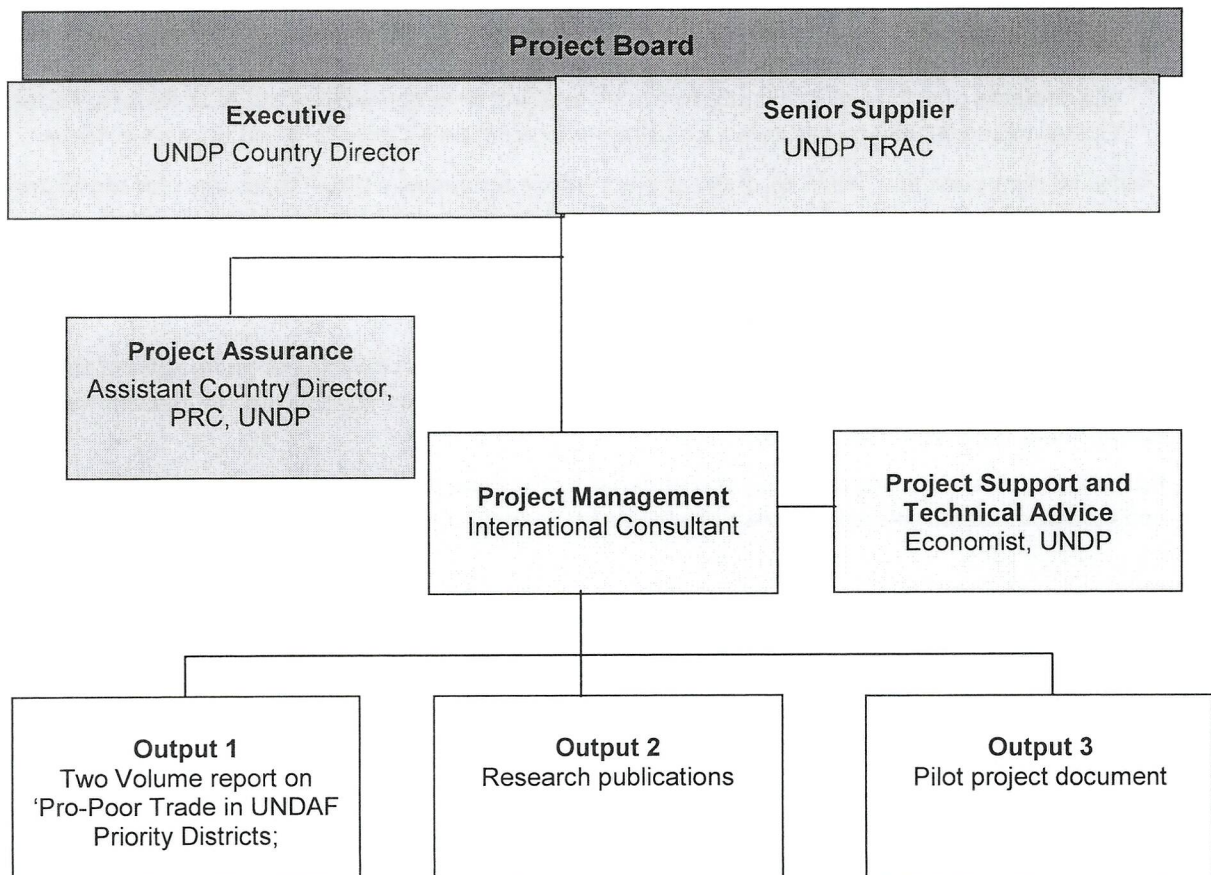 Project Board
Executive
UNDP Country Director
Senior Supplier
UNDP TRAC
Project Assurance
Assistant Country Director,
PRC, UNDP
Project Management
International Consultant
Project Support and
Technical Advice
Economist, UNDP
Output 1
Two Volume report on
‘Pro-Poor Trade in UNDAF
Priority Districts;
Output 2
Research publications
Output 3
Pilot project document